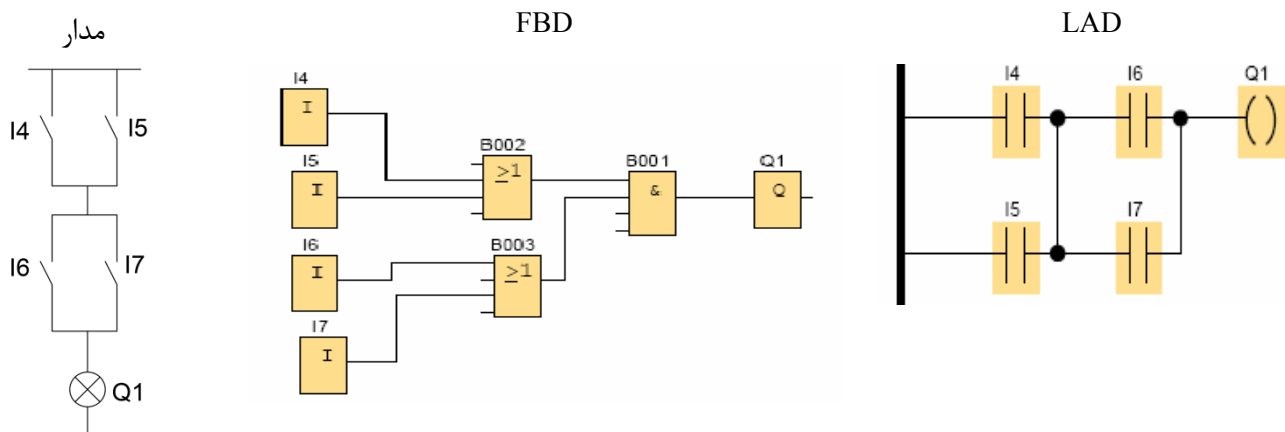 مدار
FBD
LAD
I4
I5
I6
I7
Q1
I4
I
I5
I
I6
I
I7
I
B002
≥1
B003
≥1
B001
&
Q1
Q
I4
I6
Q1
( )
I5
I7